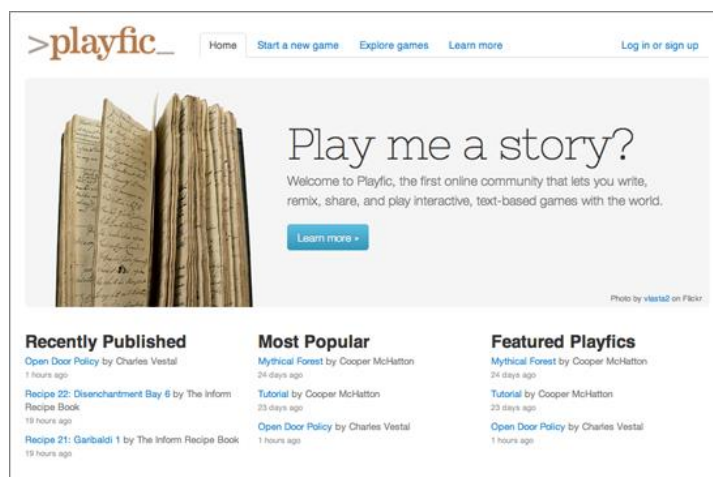 >playfic_
Home
Start a new game
Explore games
Learn more
Log in or sign up
Play me a story?
Welcome to Playfic, the first online community that lets you write,
remix, share, and play interactive, text-based games with the world.
Learn more »
Photo by vlasta2 on Flickr
Recently Published
Open Door Policy by Charles Vestal
1 hours ago
Recipe 22: Disenchantment Bay 6 by The Inform
Recipe Book
19 hours ago
Recipe 21: Garibaldi 1 by The Inform Recipe Book
19 hours ago
Most Popular
Mythical Forest by Cooper McHatton
24 days ago
Tutorial by Cooper McHatton
23 days ago
Open Door Policy by Charles Vestal
1 hours ago
Featured Playfics
Mythical Forest by Cooper McHatton
24 days ago
Tutorial by Cooper McHatton
23 days ago
Open Door Policy by Charles Vestal
1 hours ago